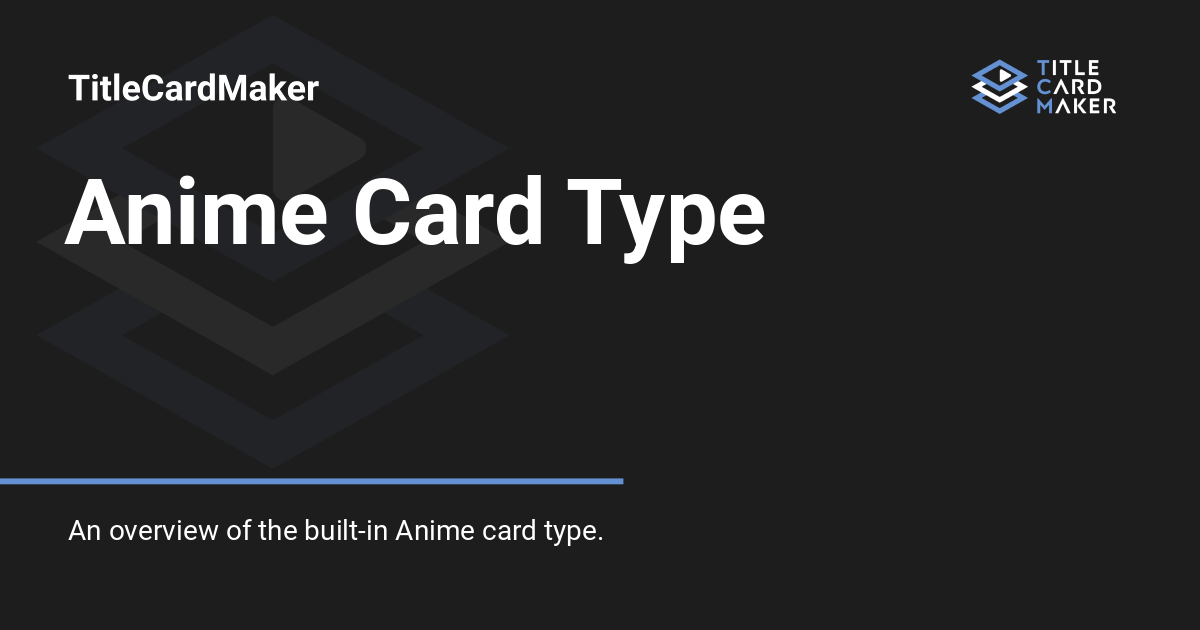 TitleCardMaker
TITLE
CARD
MAKER
Anime Card Type
An overview of the built-in Anime card type.